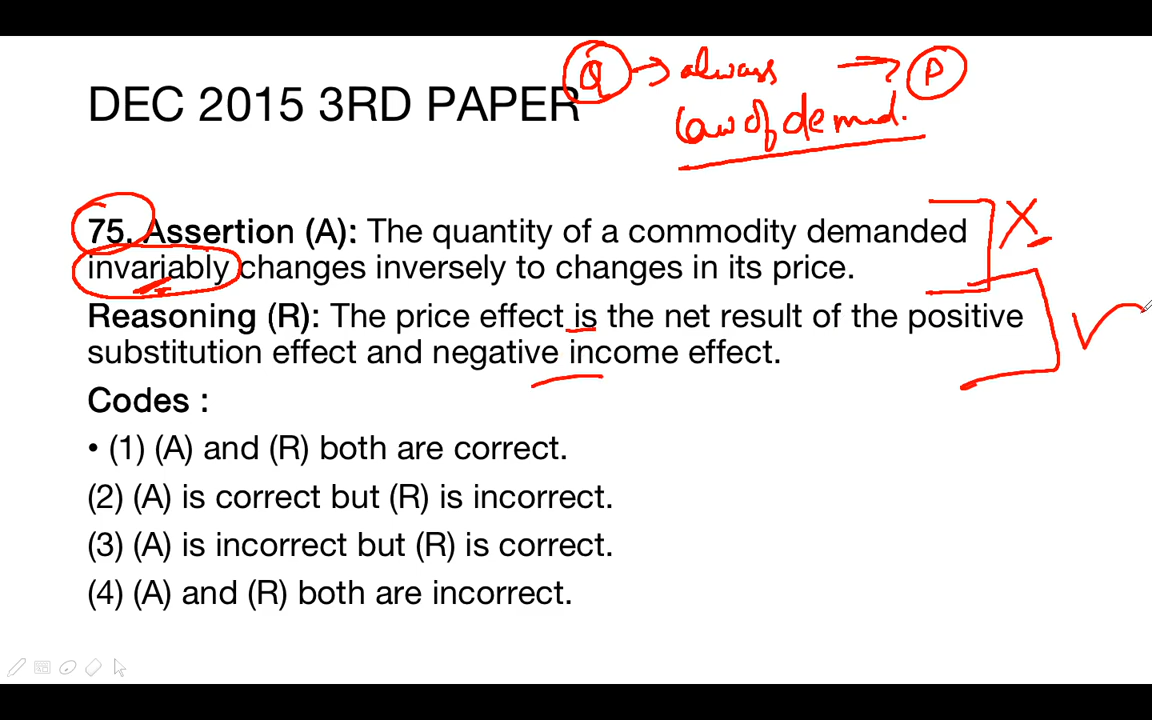 Q → always → P
DEC 2015 3RD PAPER
law of demand.
75. Assertion (A): The quantity of a commodity demanded
invariably changes inversely to changes in its price.
Reasoning (R): The price effect is the net result of the positive
substitution effect and negative income effect.
Codes :
• (1) (A) and (R) both are correct.
(2) (A) is correct but (R) is incorrect.
(3) (A) is incorrect but (R) is correct.
(4) (A) and (R) both are incorrect.